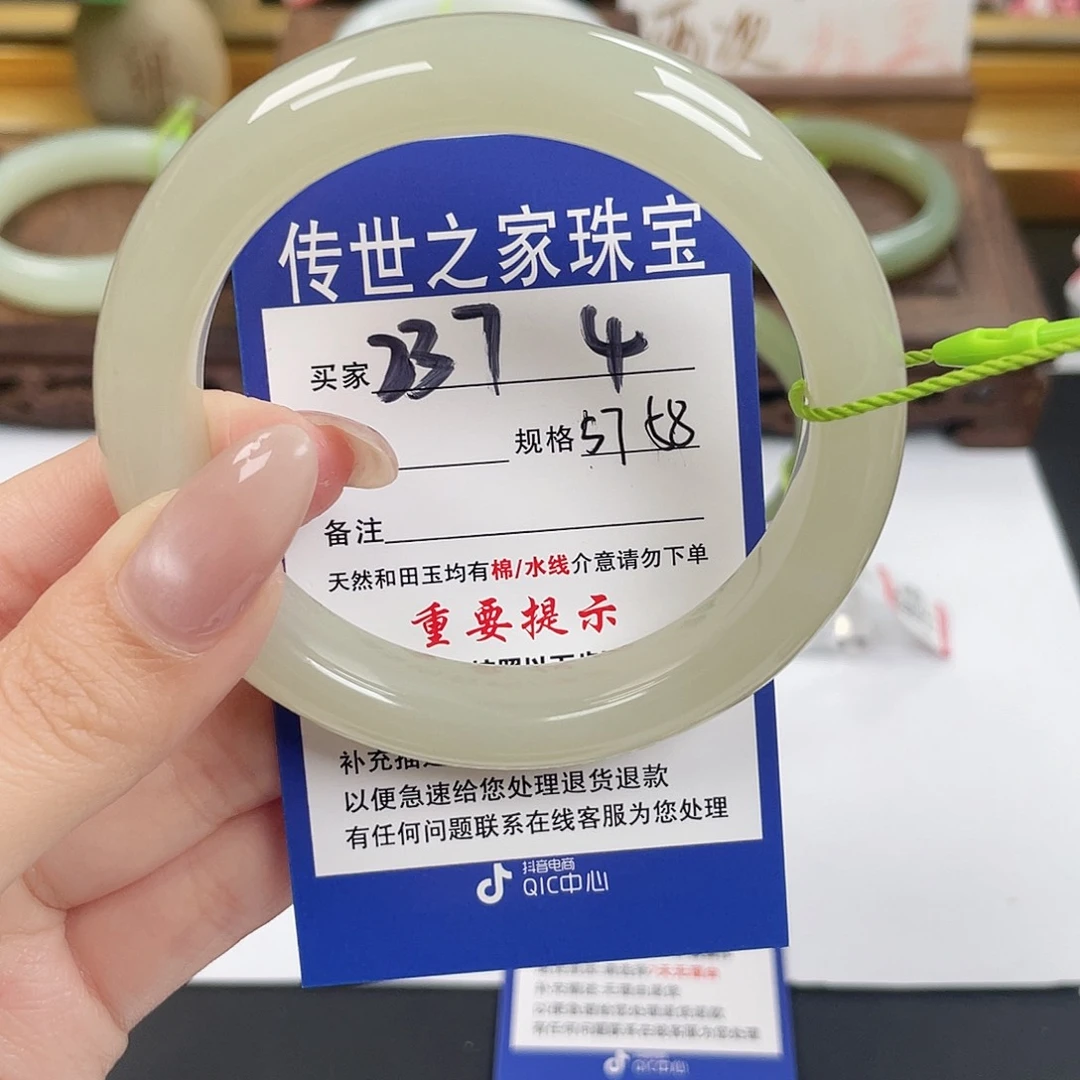 传世之家珠宝
买家 237 4
规格 57 58
备注
天然和田玉均有棉/水线介意请勿下单
重要提示
补充描
以便急速给您处理退货退款
有任何问题联系在线客服为您处理
抖音电商
QIC中心